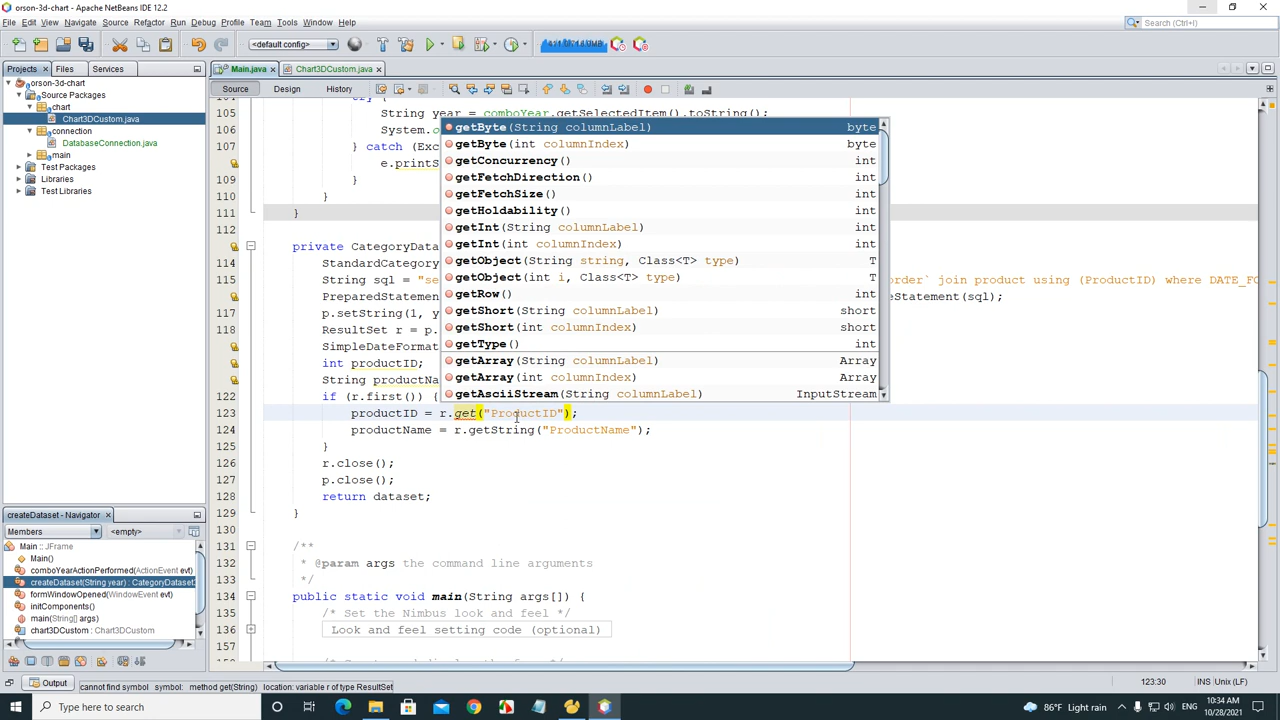 orson-3d-chart - Apache NetBeans IDE 12.2
File Edit View Navigate Source Refactor Run Debug Profile Team Tools Window Help
Search (Ctrl+I)
<default config>
Projects
Files
Services
Main.java
Chart3DCustom.java
Source
Design
History
orson-3d-chart
Source Packages
chart
Chart3DCustom.java
connection
DatabaseConnection.java
main
Test Packages
Libraries
Test Libraries
105 String year = comboYear.getSelectedItem().toString();
106 System.o
107 } catch (Exc
e.printS
109 }
110 }
111 }
112
private CategoryData
114 StandardCategory
115 String sql = "se
order` join product using (ProductID) where DATE_FO
PreparedStatemen
eStatement(sql);
117 p.setString(1, y
118 ResultSet r = p.
SimpleDateFormat
int productID;
String productNa
122 if (r.first()) {
123 productID = r.get("ProductID");
124 productName = r.getString("ProductName");
125 }
126 r.close();
127 p.close();
128 return dataset;
129 }
130
131 /**
132 * @param args the command line arguments
133 */
134 public static void main(String args[]) {
135 /* Set the Nimbus look and feel */
136 Look and feel setting code (optional)
157
getByte(String columnLabel) byte
getByte(int columnIndex) byte
getConcurrency() int
getFetchDirection() int
getFetchSize() int
getHoldability() int
getInt(String columnLabel) int
getInt(int columnIndex) int
getObject(String string, Class<T> type) T
getObject(int i, Class<T> type) T
getRow() int
getShort(String columnLabel) short
getShort(int columnIndex) short
getType() int
getArray(String columnLabel) Array
getArray(int columnIndex) Array
getAsciiStream(String columnLabel) InputStream
createDataset - Navigator
Members
<empty>
Main :: JFrame
Main()
comboYearActionPerformed(ActionEvent evt)
createDataset(String year) : CategoryDataset
formWindowOpened(WindowEvent evt)
initComponents()
main(String[] args)
chart3DCustom : Chart3DCustom
Output
cannot find symbol symbol: method get(String) location: variable r of type ResultSet
123:30
INS
Unix (LF)
Type here to search
86°F Light rain
10:34 AM
10/28/2021